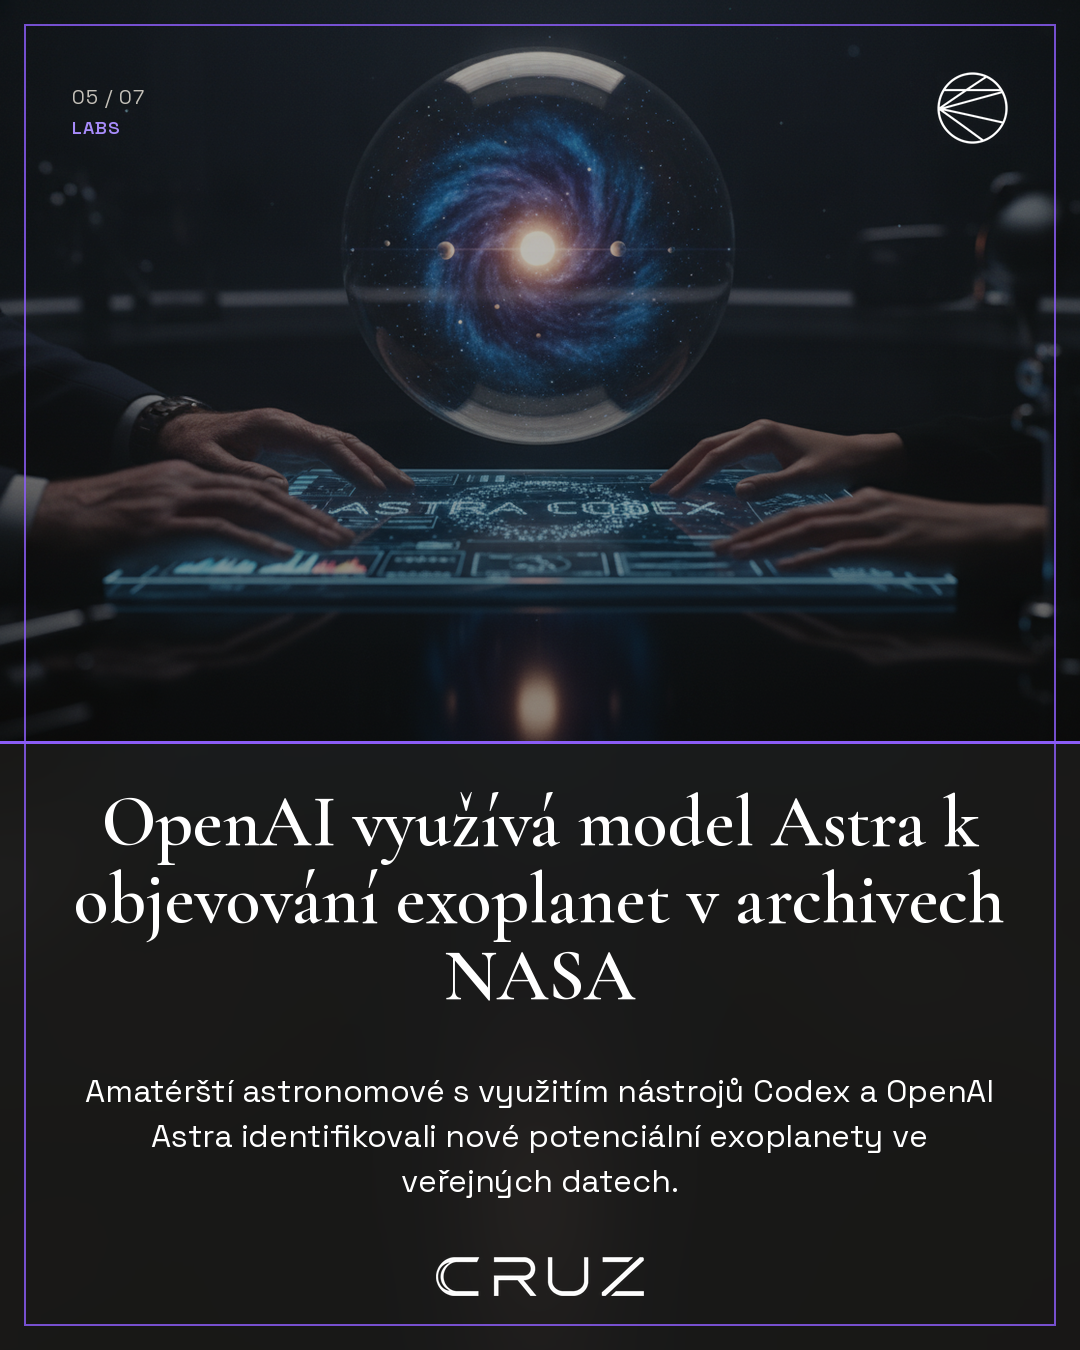 05 / 07
LABS
ASTRA CODEX
OpenAI využívá model Astra k
objevování exoplanet v archivech
NASA
Amatérští astronomové s využitím nástrojů Codex a OpenAI
Astra identifikovali nové potenciální exoplanety ve
veřejných datech.
CRUZ